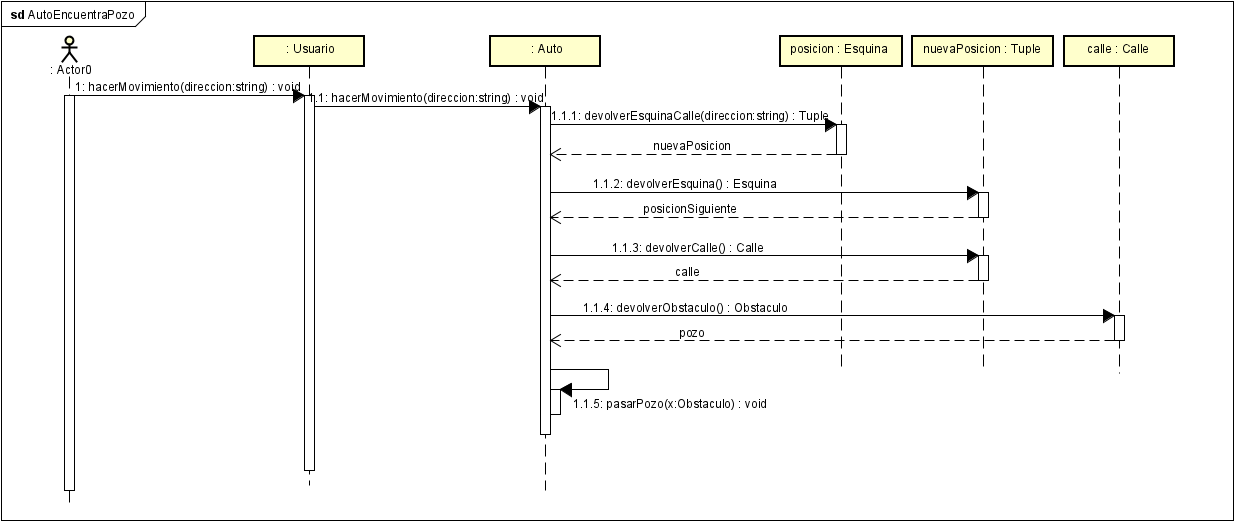 sd AutoEncuentraPozo
: Actor0
: Usuario
: Auto
posicion : Esquina
nuevaPosicion : Tuple
calle : Calle
1: hacerMovimiento(direccion:string) : void
1.1: hacerMovimiento(direccion:string) : void
1.1.1: devolverEsquinaCalle(direcion:string) : Tuple
nuevaPosicion
1.1.2: devolverEsquina() : Esquina
posicionSiguiente
1.1.3: devolverCalle() : Calle
calle
1.1.4: devolverObstaculo() : Obstaculo
pozo
1.1.5: pasarPozo(x:Obstaculo) : void